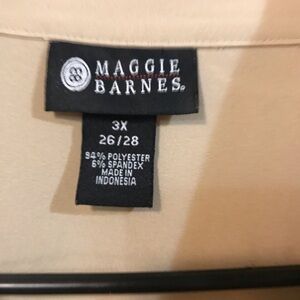 MAGGIE
BARNES®
3X
26/28
94% POLYESTER
6% SPANDEX
MADE IN
INDONESIA